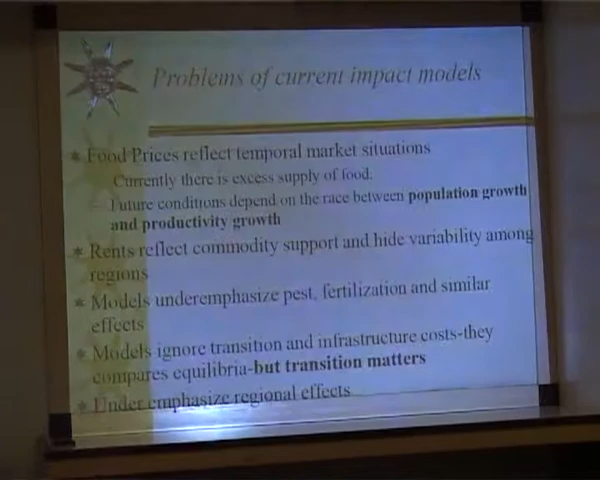 Problems of current impact models
Food Prices reflect temporal market situations
Currently there is excess supply of food.
Future conditions depend on the race between population growth
and productivity growth
Rents reflect commodity support and hide variability among
regions
Models underemphasize pest, fertilization and similar
effects
Models ignore transition and infrastructure costs-they
compares equilibria-but transition matters
Under emphasize regional effects